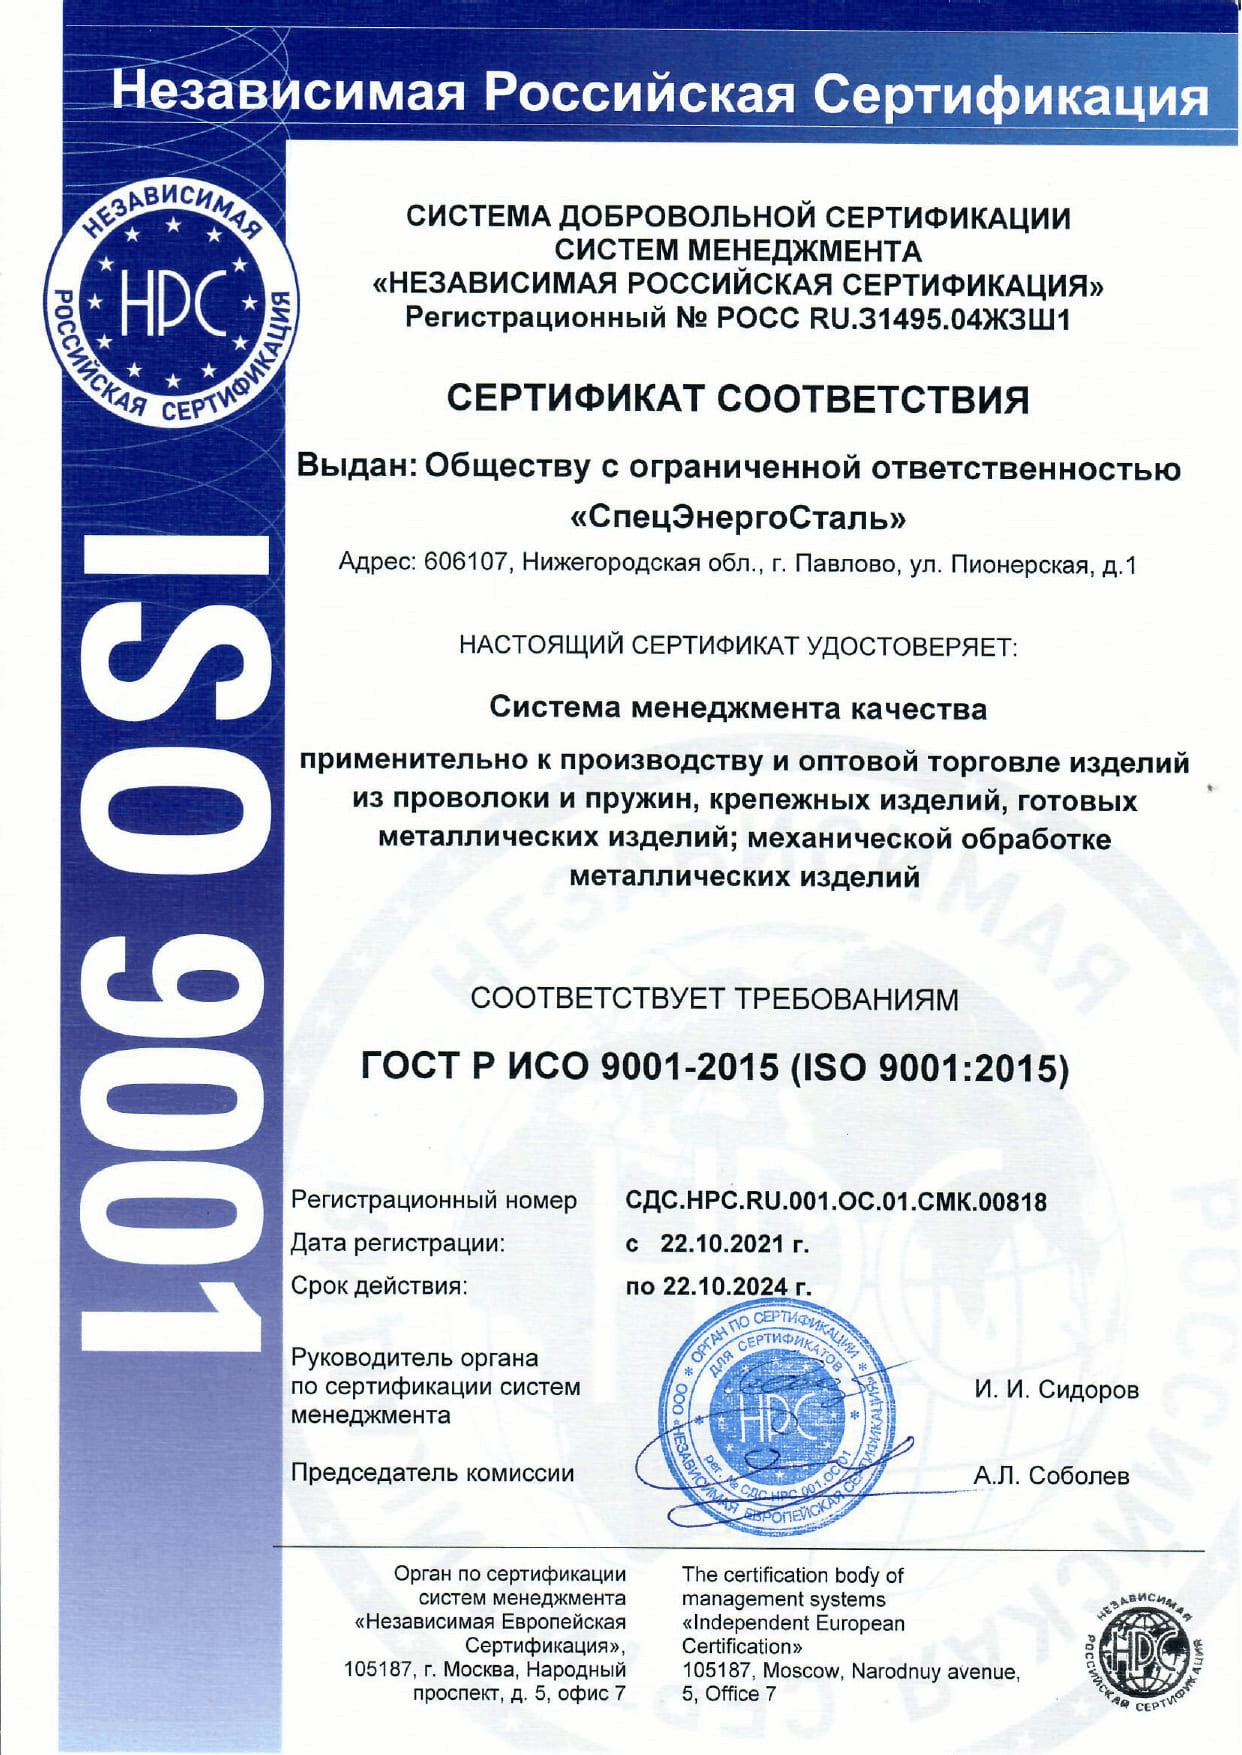 Независимая Российская Сертификация
НЕЗАВИСИМАЯ
РОССИЙСКАЯ СЕРТИФИКАЦИЯ
НРС
ISO 9001
СИСТЕМА ДОБРОВОЛЬНОЙ СЕРТИФИКАЦИИ
СИСТЕМ МЕНЕДЖМЕНТА
«НЕЗАВИСИМАЯ РОССИЙСКАЯ СЕРТИФИКАЦИЯ»
Регистрационный № РОСС RU.31495.04ЖЗШ1
СЕРТИФИКАТ СООТВЕТСТВИЯ
Выдан: Обществу с ограниченной ответственностью
«СпецЭнергоСталь»
Адрес: 606107, Нижегородская обл., г. Павлово, ул. Пионерская, д.1
НАСТОЯЩИЙ СЕРТИФИКАТ УДОСТОВЕРЯЕТ:
Система менеджмента качества
применительно к производству и оптовой торговле изделий
из проволоки и пружин, крепежных изделий, готовых
металлических изделий; механической обработке
металлических изделий
СООТВЕТСТВУЕТ ТРЕБОВАНИЯМ
ГОСТ Р ИСО 9001-2015 (ISO 9001:2015)
Регистрационный номер СДС.НРС.RU.001.ОС.01.СМК.00818
Дата регистрации: с 22.10.2021 г.
Срок действия: по 22.10.2024 г.
Руководитель органа
по сертификации систем
менеджмента
И. И. Сидоров
Председатель комиссии
А.Л. Соболев
ОРГАН ПО СЕРТИФИКАЦИИ
«НЕЗАВИСИМАЯ ЕВРОПЕЙСКАЯ СЕРТИФИКАЦИЯ» ООО
ДЛЯ СЕРТИФИКАТОВ
НРС
рег. № СДС.НРС.001.ОС.01
Орган по сертификации
систем менеджмента
«Независимая Европейская
Сертификация»,
105187, г. Москва, Народный
проспект, д. 5, офис 7
The certification body of
management systems
«Independent European
Certification»
105187, Moscow, Narodnuy avenue,
5, Office 7
НЕЗАВИСИМАЯ
НРС
РОССИЙСКАЯ СЕРТИФИКАЦИЯ